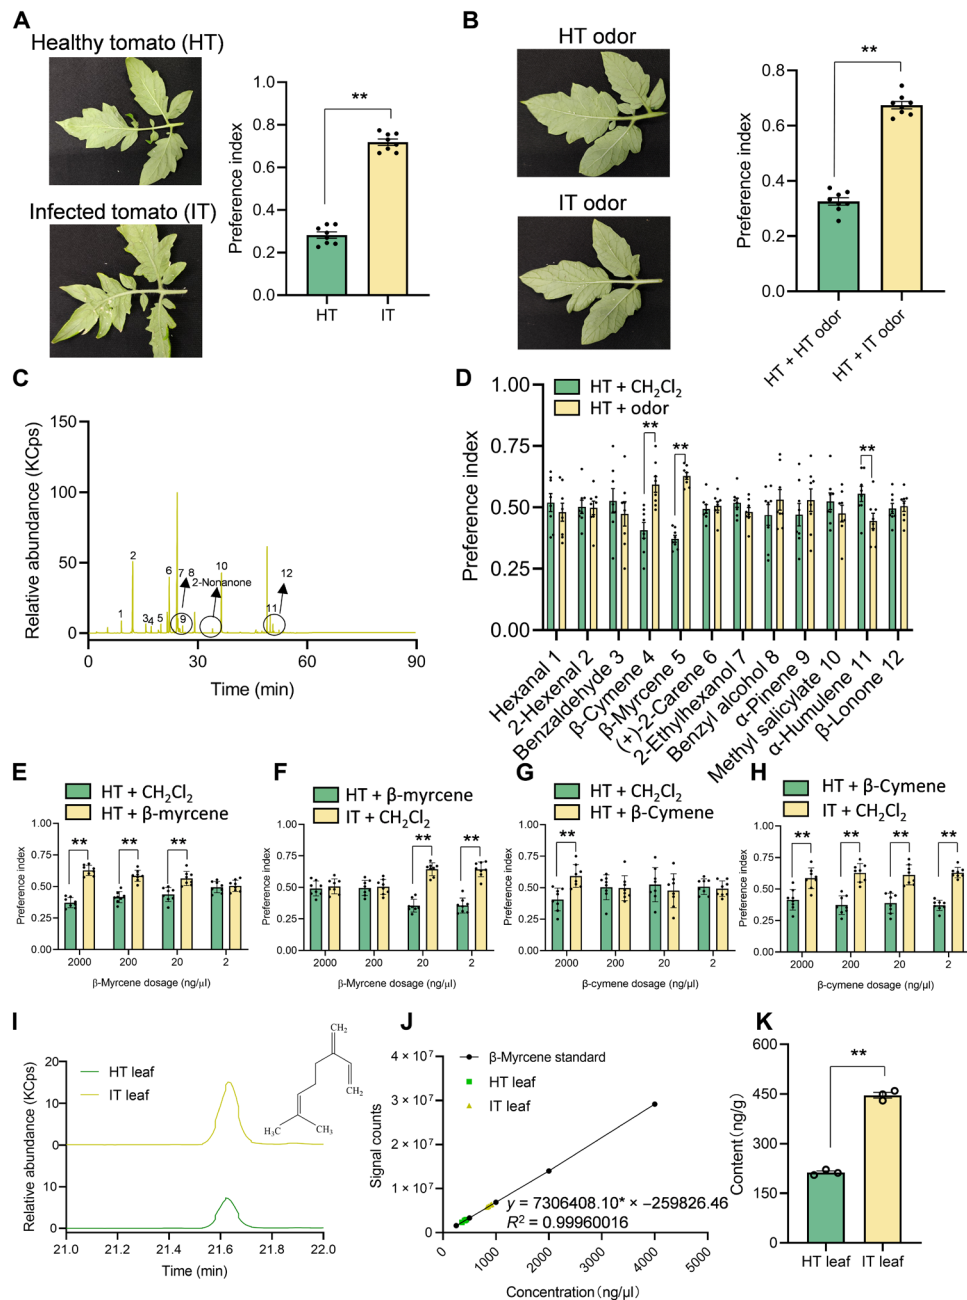 A
Healthy tomato (HT)
Infected tomato (IT)
Preference index
1.0
0.8
0.6
0.4
0.2
0.0
**
HT
IT
B
HT odor
IT odor
Preference index
0.8
0.6
0.4
0.2
0.0
**
HT + HT odor
HT + IT odor
C
Relative abundance (KCps)
150
100
50
0
1
2
3
4
5
6
7
8
9
2-Nonanone
10
11
12
0
30
60
90
Time (min)
D
HT + CH2Cl2
HT + odor
Preference index
1.00
0.75
0.50
0.25
0.00
**
**
**
Hexanal 1
2-Hexenal 2
Benzaldehyde 3
β-Cymene 4
β-Myrcene 5
(+)-2-Carene 6
2-Ethylhexanol 7
Benzyl alcohol 8
α-Pinene 9
Methyl salicylate 10
α-Humulene 11
β-Lonone 12
E
HT + CH2Cl2
HT + β-myrcene
Preference index
1.00
0.75
0.50
0.25
0.00
**
**
**
2000
200
20
2
β-Myrcene dosage (ng/μl)
F
HT + β-myrcene
IT + CH2Cl2
Preference index
1.00
0.75
0.50
0.25
0.00
**
**
2000
200
20
2
β-Myrcene dosage (ng/μl)
G
HT + CH2Cl2
HT + β-Cymene
Preference index
1.00
0.75
0.50
0.25
0.00
**
2000
200
20
2
β-cymene dosage (ng/μl)
H
HT + β-Cymene
IT + CH2Cl2
Preference index
1.00
0.75
0.50
0.25
0.00
**
**
**
**
2000
200
20
2
β-cymene dosage (ng/μl)
I
Relative abundance (KCps)
20
10
0
10
0
HT leaf
IT leaf
CH2
CH2
H3C
CH3
21.0
21.2
21.4
21.6
21.8
22.0
Time (min)
J
Signal counts
4 × 10⁷
3 × 10⁷
2 × 10⁷
1 × 10⁷
0
β-Myrcene standard
HT leaf
IT leaf
y = 7306408.10* × −259826.46
R² = 0.99960016
0
1000
2000
3000
4000
5000
Concentration (ng/μl)
K
Content (ng/g)
600
450
300
150
0
**
HT leaf
IT leaf